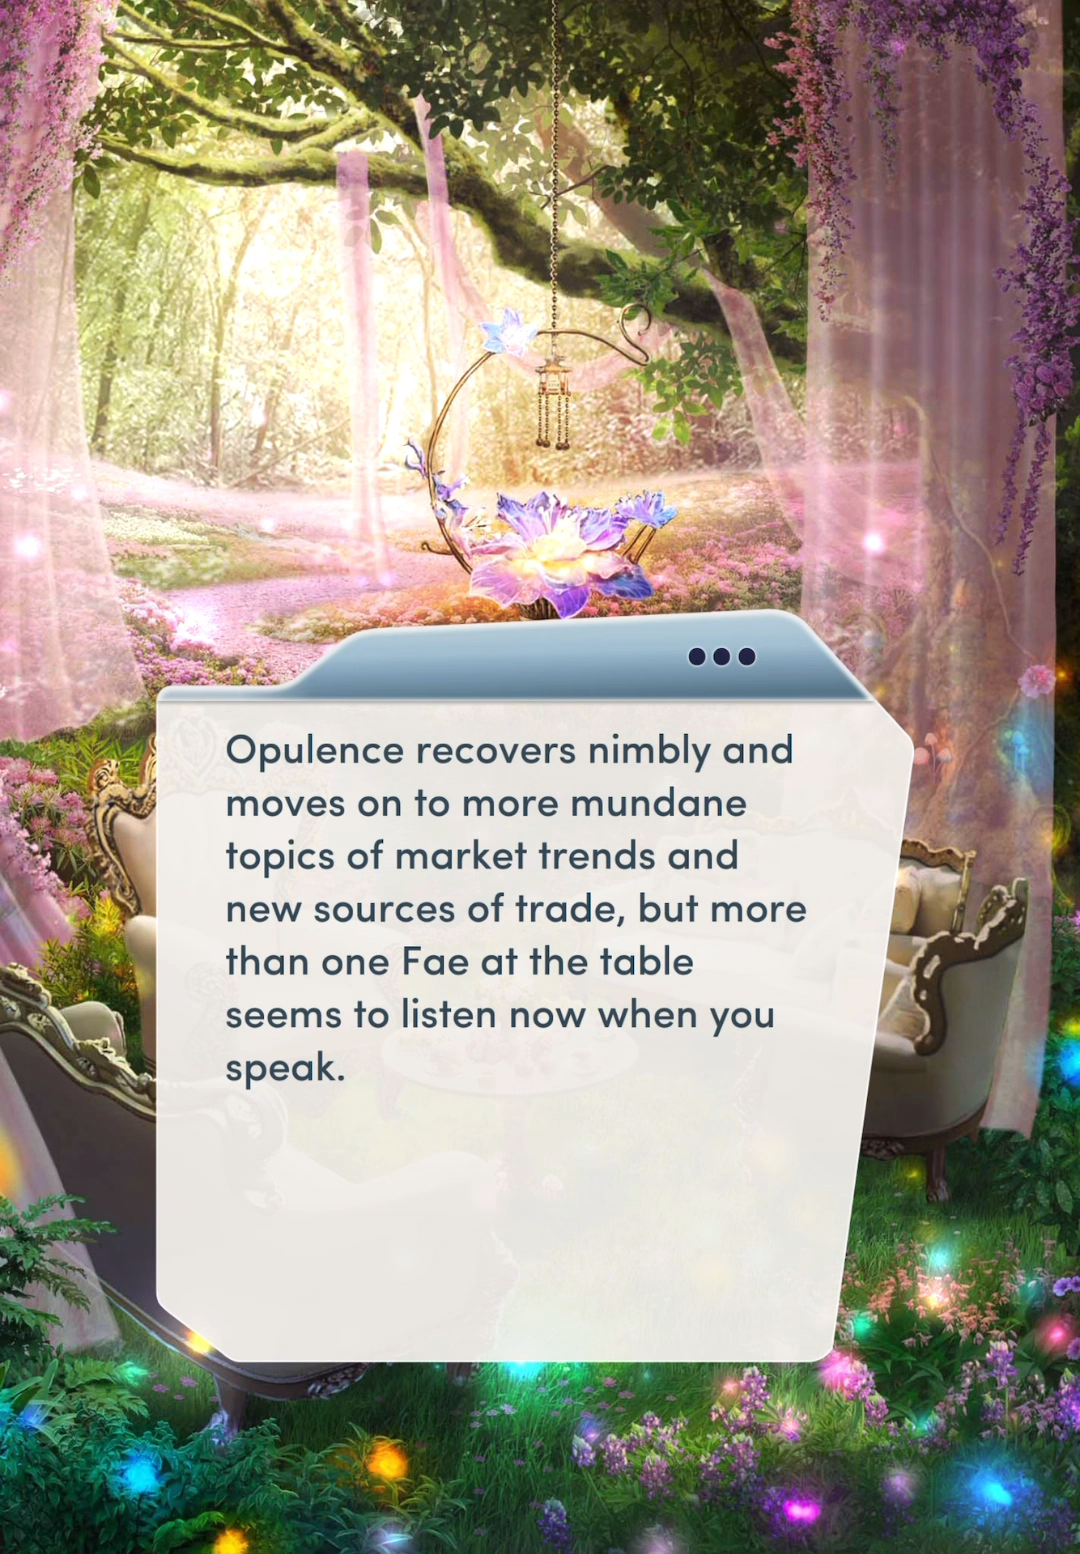 Opulence recovers nimbly and
moves on to more mundane
topics of market trends and
new sources of trade, but more
than one Fae at the table
seems to listen now when you
speak.